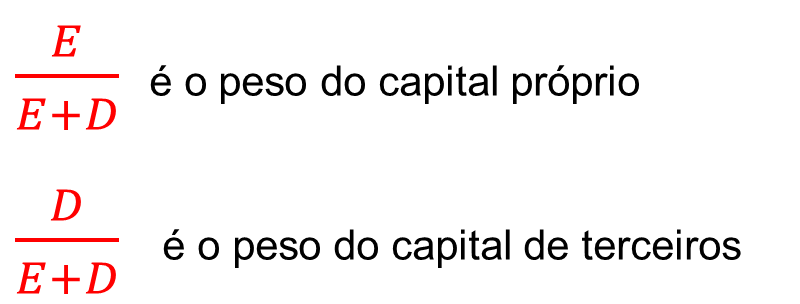 E
E+D é o peso do capital próprio
D
E+D é o peso do capital de terceiros